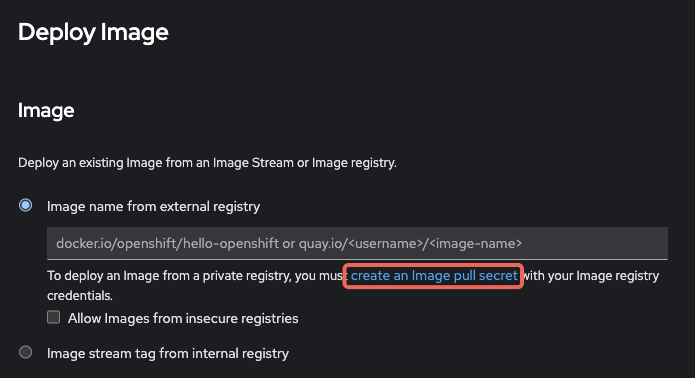 Deploy Image
Image
Deploy an existing Image from an Image Stream or Image registry.
Image name from external registry
docker.io/openshift/hello-openshift or quay.io/<username>/<image-name>
To deploy an Image from a private registry, you must create an Image pull secret with your Image registry
credentials.
Allow Images from insecure registries
Image stream tag from internal registry